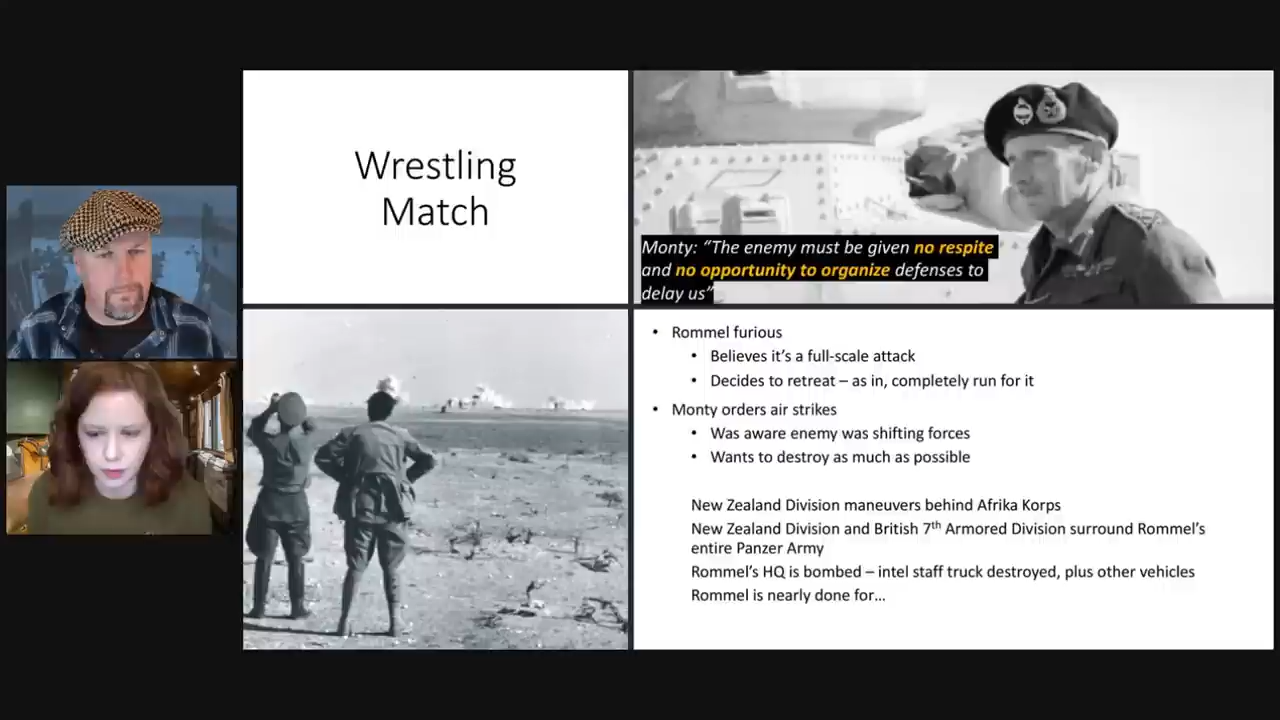 Wrestling
Match
Monty: “The enemy must be given no respite
and no opportunity to organize defenses to
delay us”
• Rommel furious
• Believes it’s a full-scale attack
• Decides to retreat – as in, completely run for it
• Monty orders air strikes
• Was aware enemy was shifting forces
• Wants to destroy as much as possible
New Zealand Division maneuvers behind Afrika Korps
New Zealand Division and British 7th Armored Division surround Rommel’s
entire Panzer Army
Rommel’s HQ is bombed – intel staff truck destroyed, plus other vehicles
Rommel is nearly done for…